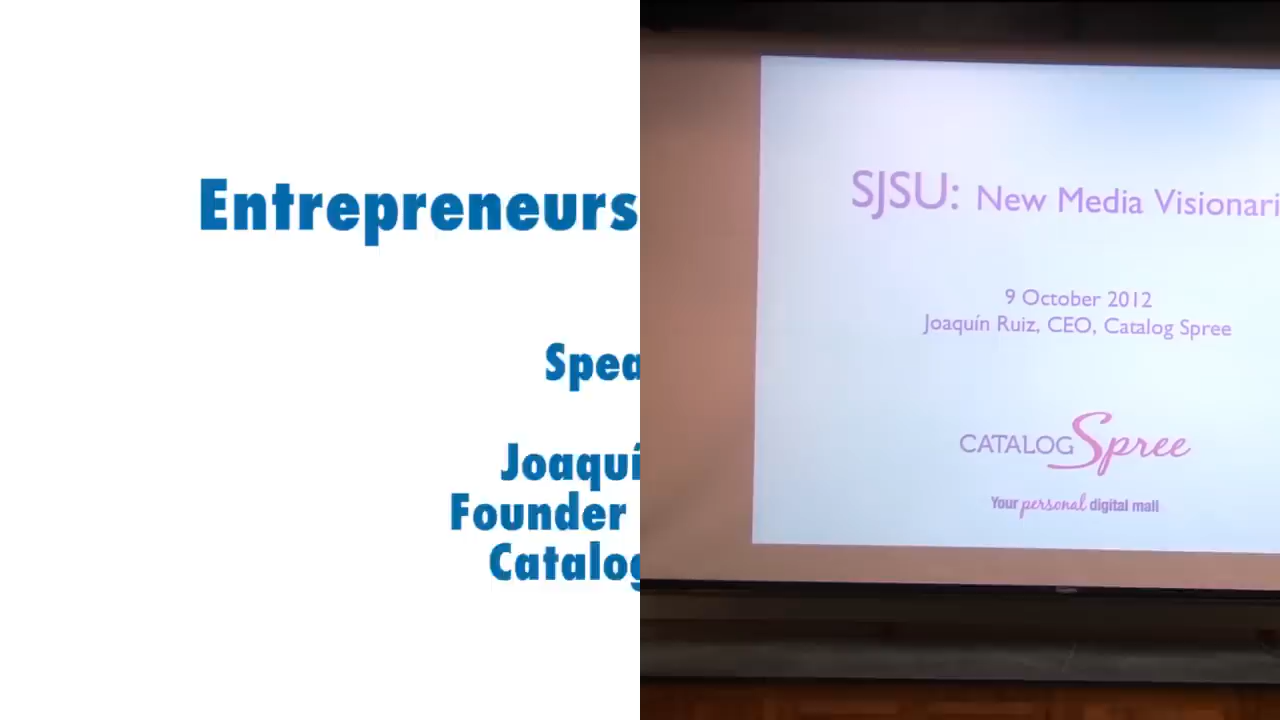 Entrepreneurs
Spea
Joaquí
Founder
Catalog
SJSU: New Media Visionari
9 October 2012
Joaquín Ruiz, CEO, Catalog Spree
CATALOG Spree
Your personal digital mall